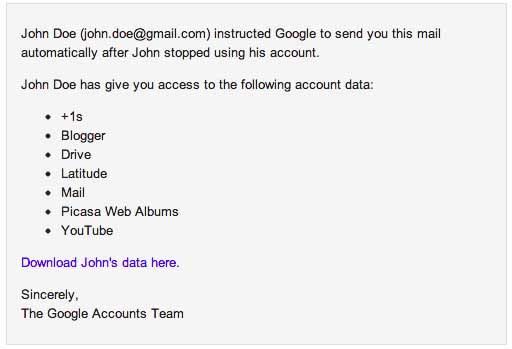 John Doe (john.doe@gmail.com) instructed Google to send you this mail
automatically after John stopped using his account.
John Doe has give you access to the following account data:
• +1s
• Blogger
• Drive
• Latitude
• Mail
• Picasa Web Albums
• YouTube
Download John's data here.
Sincerely,
The Google Accounts Team